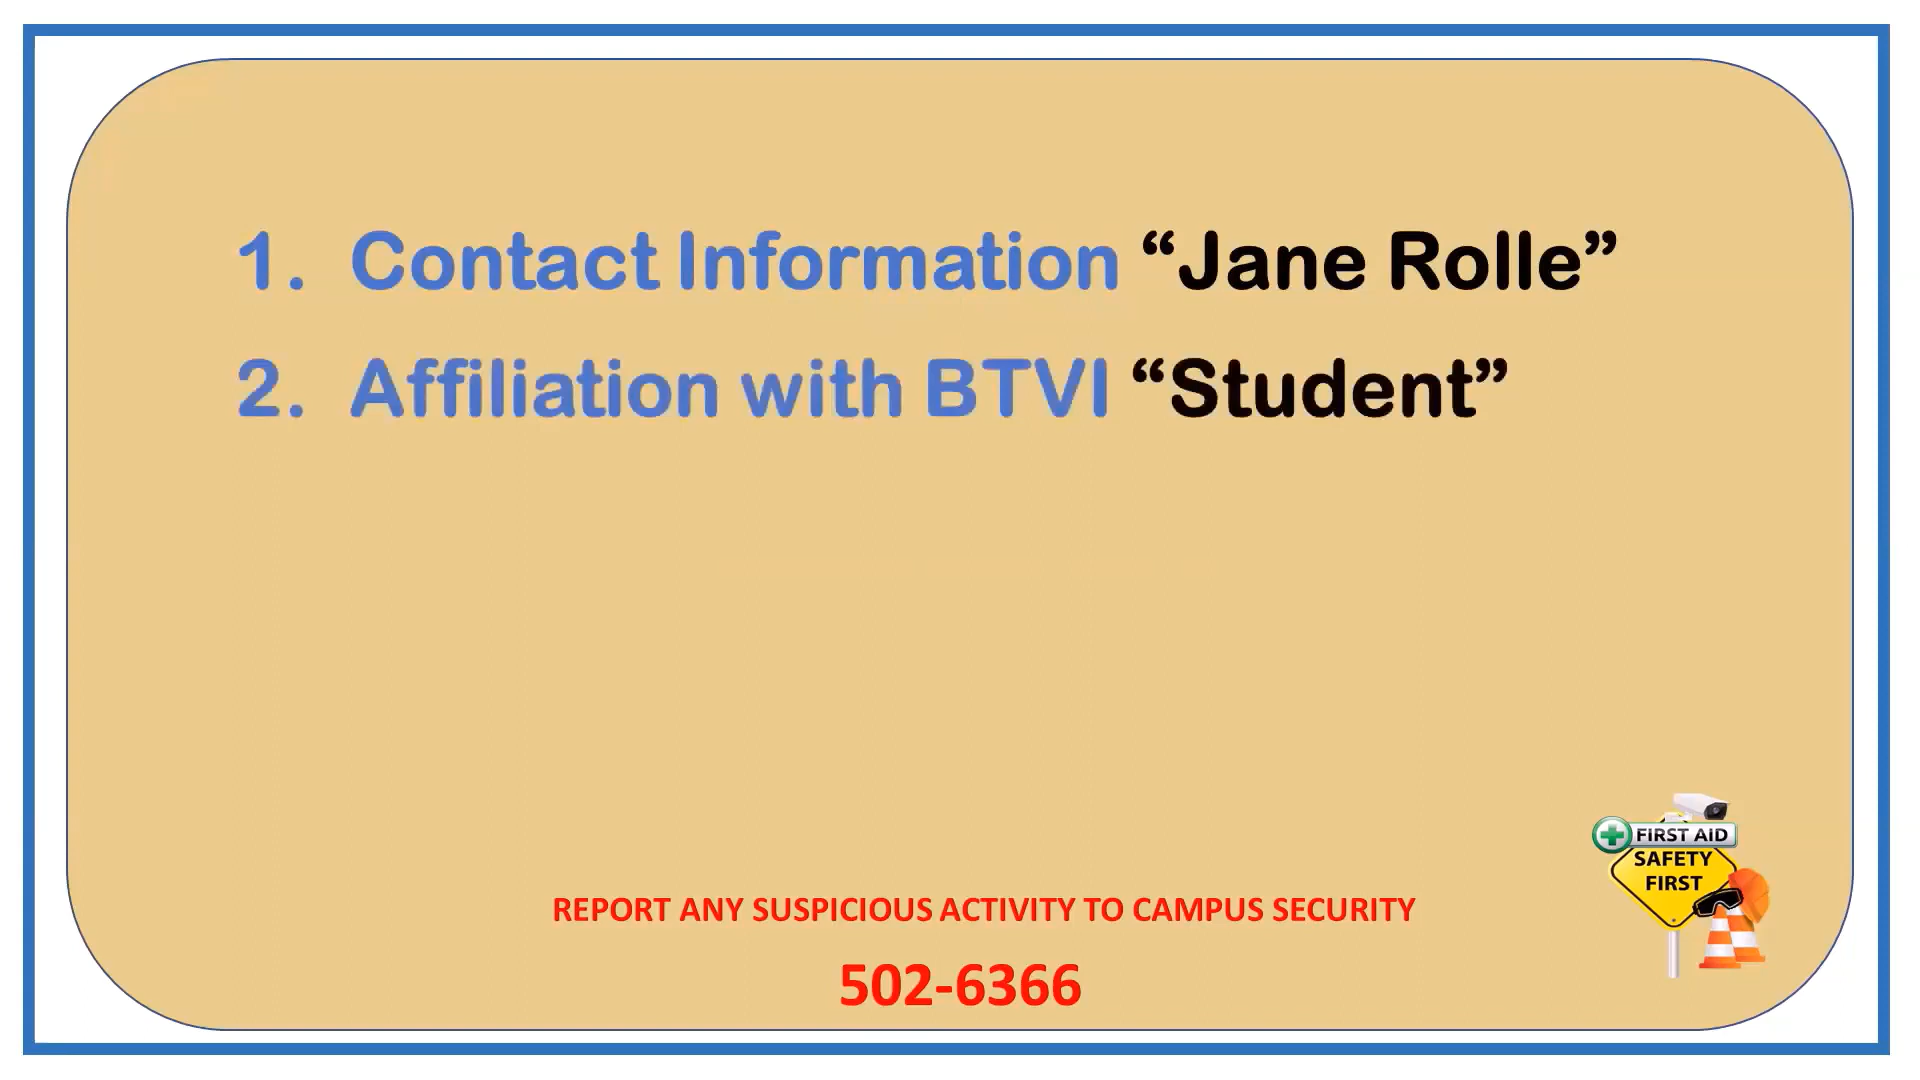 1. Contact Information “Jane Rolle”
2. Affiliation with BTVI “Student”
FIRST AID
SAFETY
FIRST
REPORT ANY SUSPICIOUS ACTIVITY TO CAMPUS SECURITY
502-6366